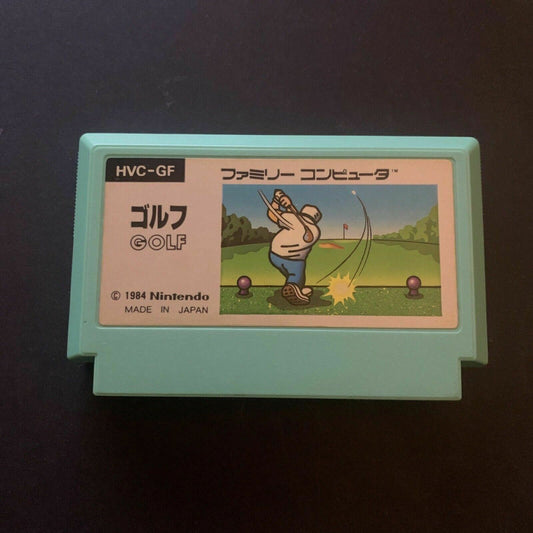 HVC-GF
ファミリー コンピュータ™
ゴルフ
GOLF
© 1984 Nintendo
MADE IN JAPAN